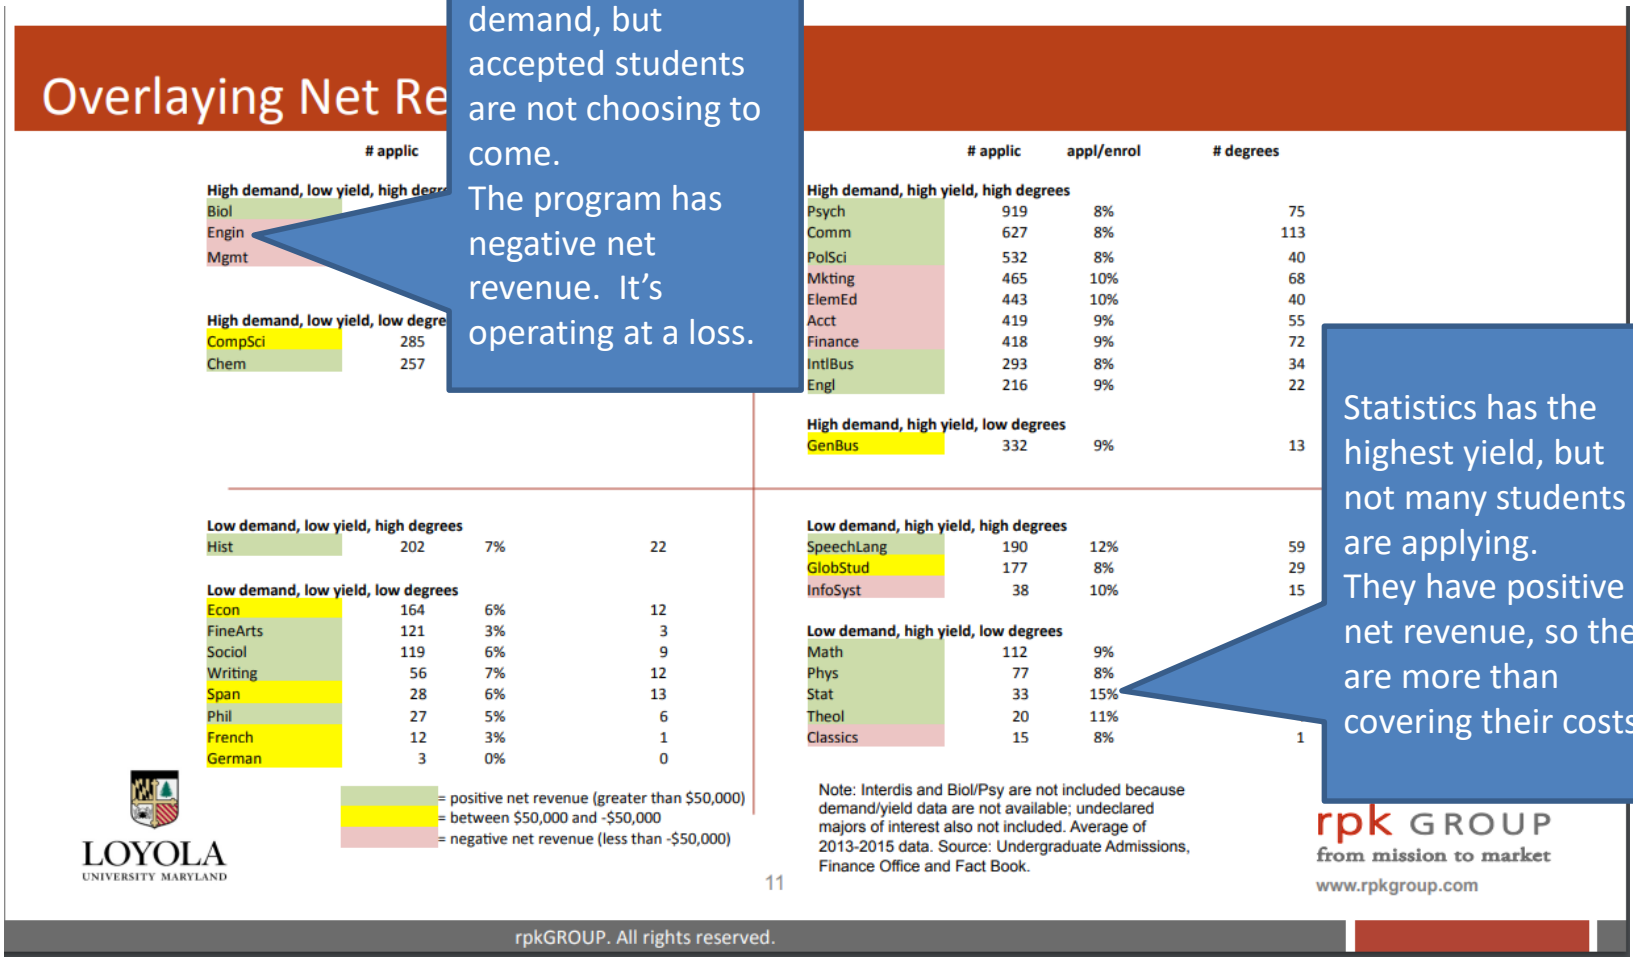 Overlaying Net Re
demand, but
accepted students
are not choosing to
come.
The program has
negative net
revenue.  It’s
operating at a loss.
# applic
High demand, low yield, high degre
Biol
Engin
Mgmt
High demand, low yield, low degre
CompSci 285
Chem 257
# applic appl/enrol # degrees
High demand, high yield, high degrees
Psych 919 8% 75
Comm 627 8% 113
PolSci 532 8% 40
Mkting 465 10% 68
ElemEd 443 10% 40
Acct 419 9% 55
Finance 418 9% 72
IntlBus 293 8% 34
Engl 216 9% 22
High demand, high yield, low degrees
GenBus 332 9% 13
Low demand, low yield, high degrees
Hist 202 7% 22
Low demand, low yield, low degrees
Econ 164 6% 12
FineArts 121 3% 3
Sociol 119 6% 9
Writing 56 7% 12
Span 28 6% 13
Phil 27 5% 6
French 12 3% 1
German 3 0% 0
Low demand, high yield, high degrees
SpeechLang 190 12% 59
GlobStud 177 8% 29
InfoSyst 38 10% 15
Low demand, high yield, low degrees
Math 112 9%
Phys 77 8%
Stat 33 15%
Theol 20 11%
Classics 15 8% 1
Statistics has the
highest yield, but
not many students
are applying.
They have positive
net revenue, so the
are more than
covering their costs
= positive net revenue (greater than $50,000)
= between $50,000 and -$50,000
= negative net revenue (less than -$50,000)
Note: Interdis and Biol/Psy are not included because
demand/yield data are not available; undeclared
majors of interest also not included. Average of
2013-2015 data. Source: Undergraduate Admissions,
Finance Office and Fact Book.
LOYOLA
UNIVERSITY MARYLAND
11
rpk GROUP
from mission to market
www.rpkgroup.com
rpkGROUP. All rights reserved.